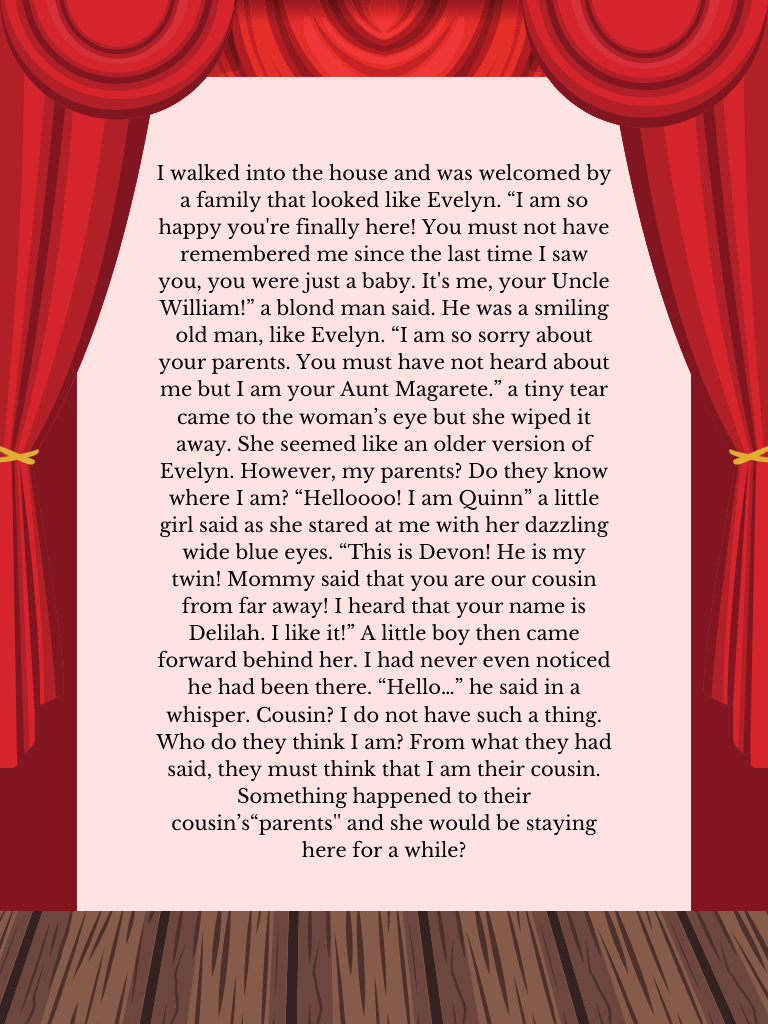 I walked into the house and was welcomed by
a family that looked like Evelyn. “I am so
happy you're finally here! You must not have
remembered me since the last time I saw
you, you were just a baby. It's me, your Uncle
William!” a blond man said. He was a smiling
old man, like Evelyn. “I am so sorry about
your parents. You must have not heard about
me but I am your Aunt Magarete.” a tiny tear
came to the woman’s eye but she wiped it
away. She seemed like an older version of
Evelyn. However, my parents? Do they know
where I am? “Helloooo! I am Quinn” a little
girl said as she stared at me with her dazzling
wide blue eyes. “This is Devon! He is my
twin! Mommy said that you are our cousin
from far away! I heard that your name is
Delilah. I like it!” A little boy then came
forward behind her. I had never even noticed
he had been there. “Hello…” he said in a
whisper. Cousin? I do not have such a thing.
Who do they think I am? From what they had
said, they must think that I am their cousin.
Something happened to their
cousin’s“parents" and she would be staying
here for a while?